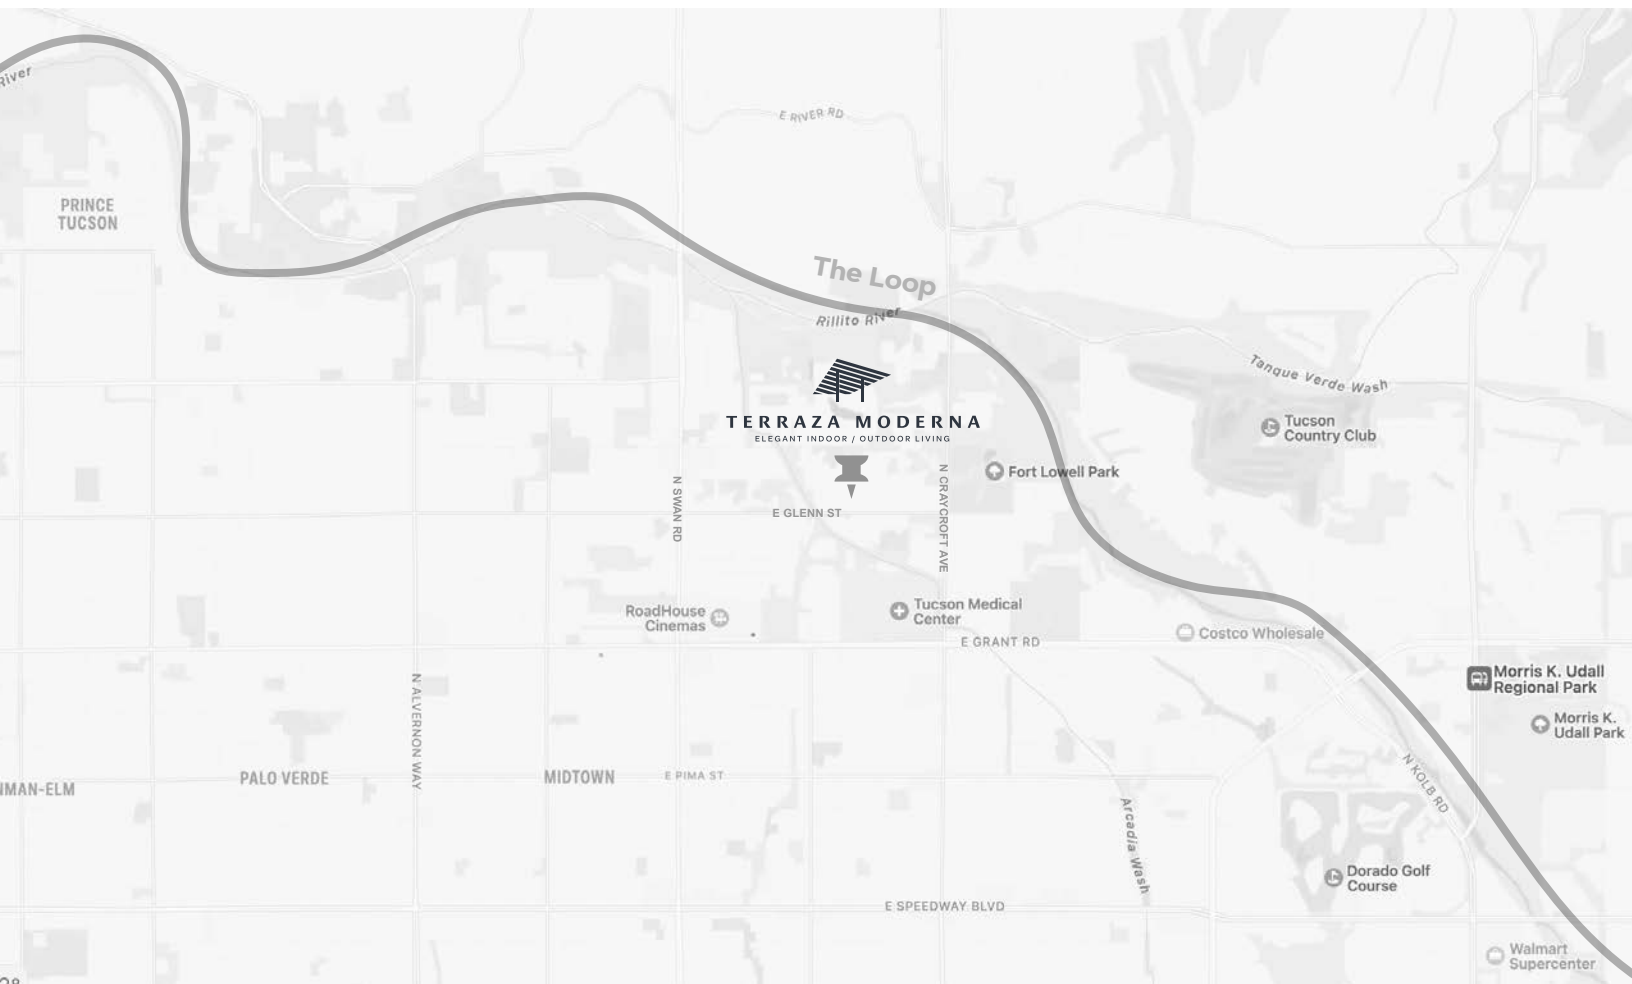 River
E RIVER RD
PRINCE
TUCSON
The Loop
Rillito River
Tanque Verde Wash
TERRAZA MODERNA
ELEGANT INDOOR / OUTDOOR LIVING
Tucson
Country Club
Fort Lowell Park
N SWAN RD
N CRAYCROFT AVE
E GLENN ST
RoadHouse
Cinemas
Tucson Medical
Center
E GRANT RD
Costco Wholesale
Morris K. Udall
Regional Park
Morris K.
Udall Park
N ALVERNON WAY
PALO VERDE
MIDTOWN
E PIMA ST
N KOLB RD
MAN-ELM
Arcadia Wash
Dorado Golf
Course
E SPEEDWAY BLVD
Walmart
Supercenter